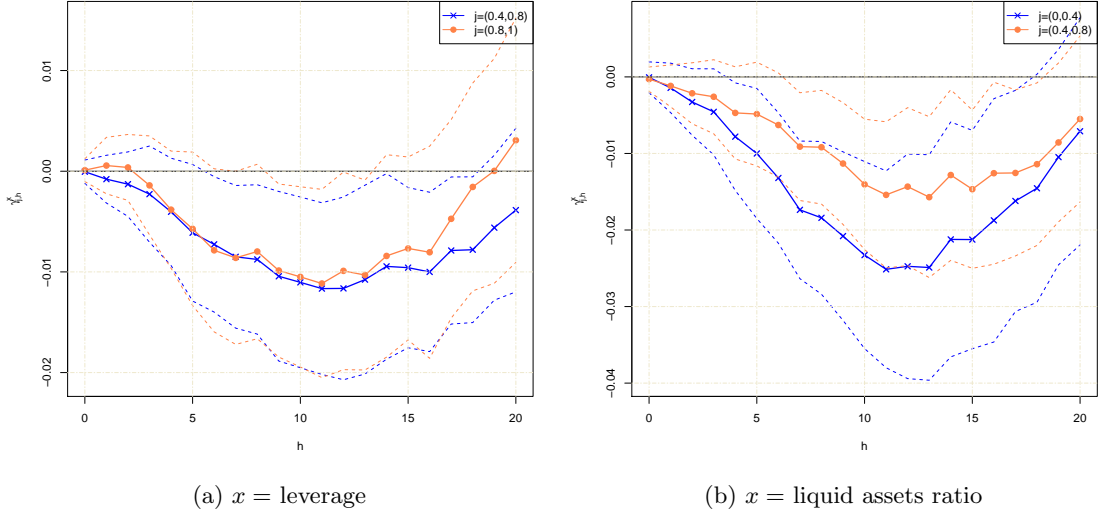 j=(0.4,0.8)
j=(0.8,1)
0.01
0.00
−0.01
−0.02
γˣⱼ,ₕ
0 5 10 15 20
h
(a) x = leverage
j=(0,0.4)
j=(0.4,0.8)
0.00
−0.01
−0.02
−0.03
−0.04
γˣⱼ,ₕ
0 5 10 15 20
h
(b) x = liquid assets ratio